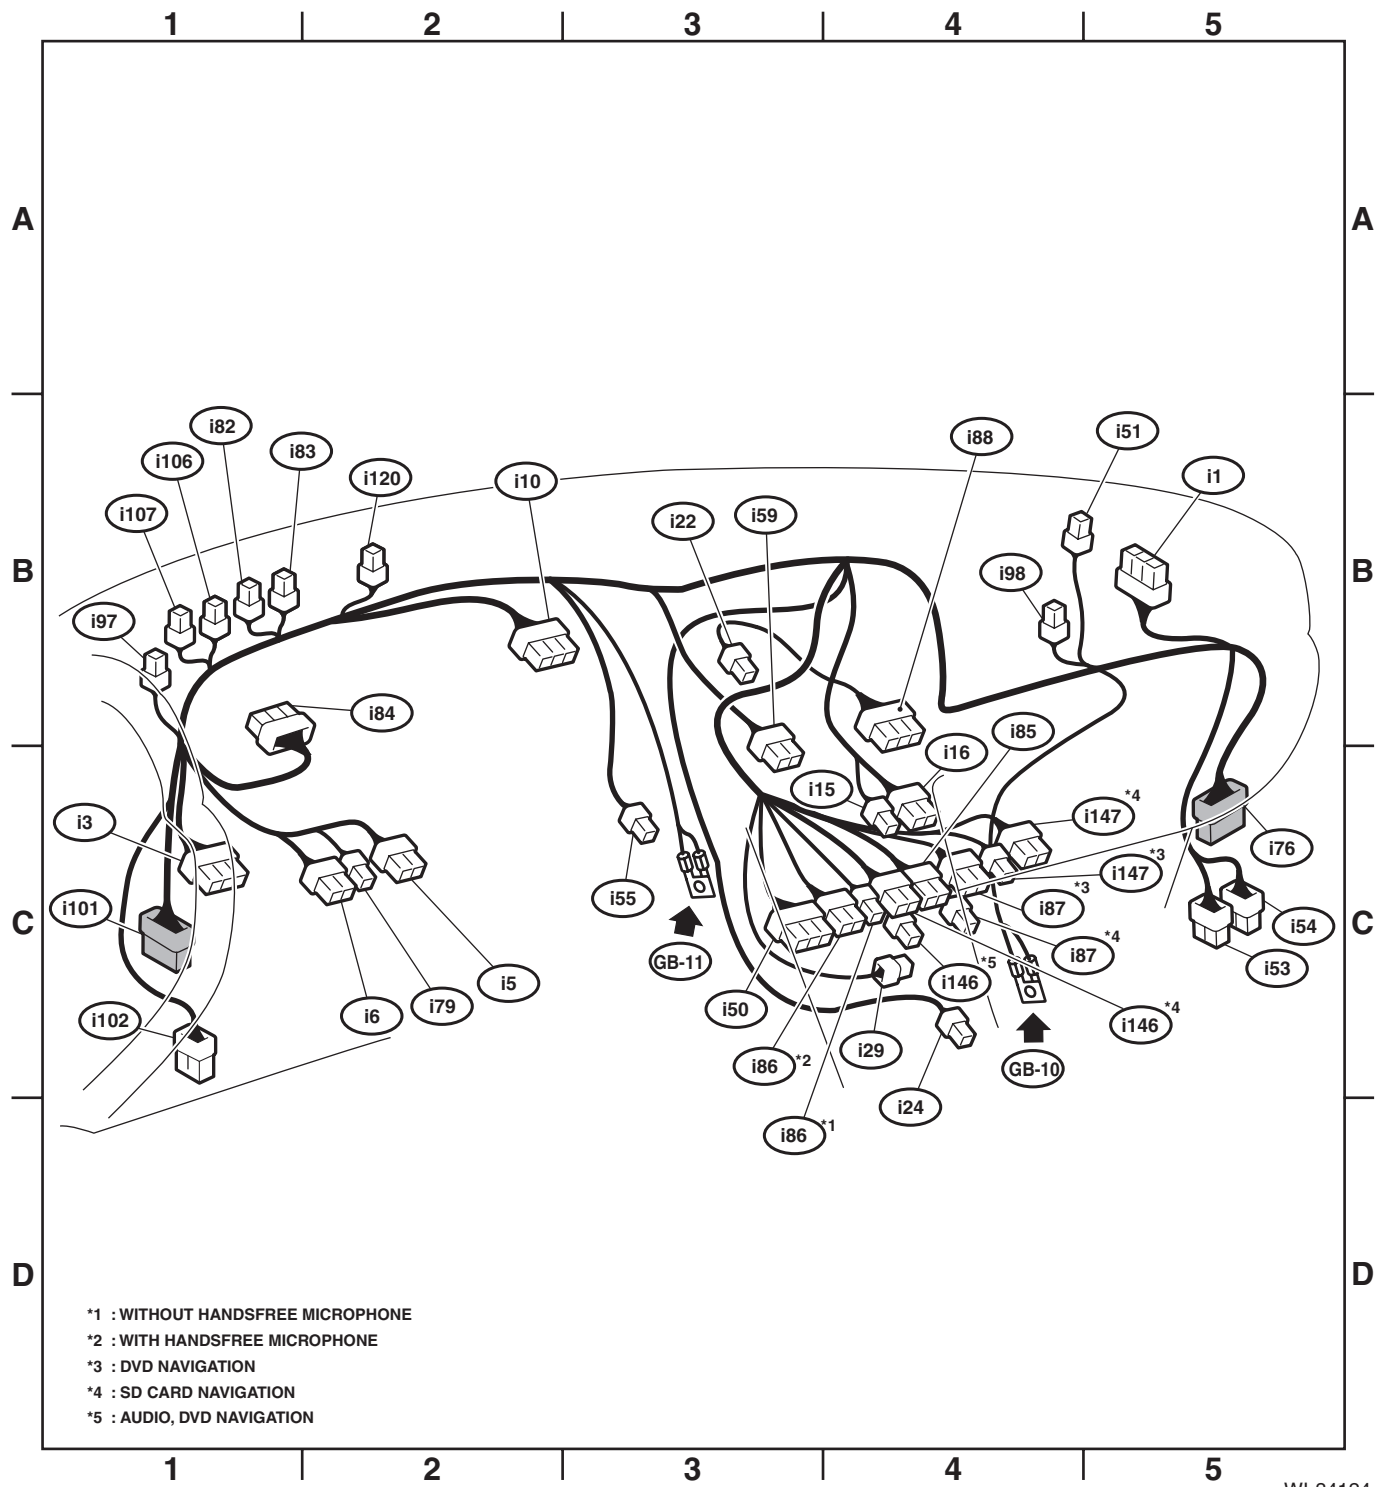 1 2 3 4 5
A A
i82
i88
i51
i106
i83
i120
i10
i1
i107
i22
i59
B B
i98
i97
i84
i85
i16
i15
i147 *4
i3
i76
i147 *3
i55
i87 *3
i101
C C
i54
i87 *4
GB-11
i53
i5
i146 *5
i79
i50
i6
i102
i146 *4
i29
i86 *2
GB-10
i24
i86 *1
D D
*1 : WITHOUT HANDSFREE MICROPHONE
*2 : WITH HANDSFREE MICROPHONE
*3 : DVD NAVIGATION
*4 : SD CARD NAVIGATION
*5 : AUDIO, DVD NAVIGATION
1 2 3 4 5